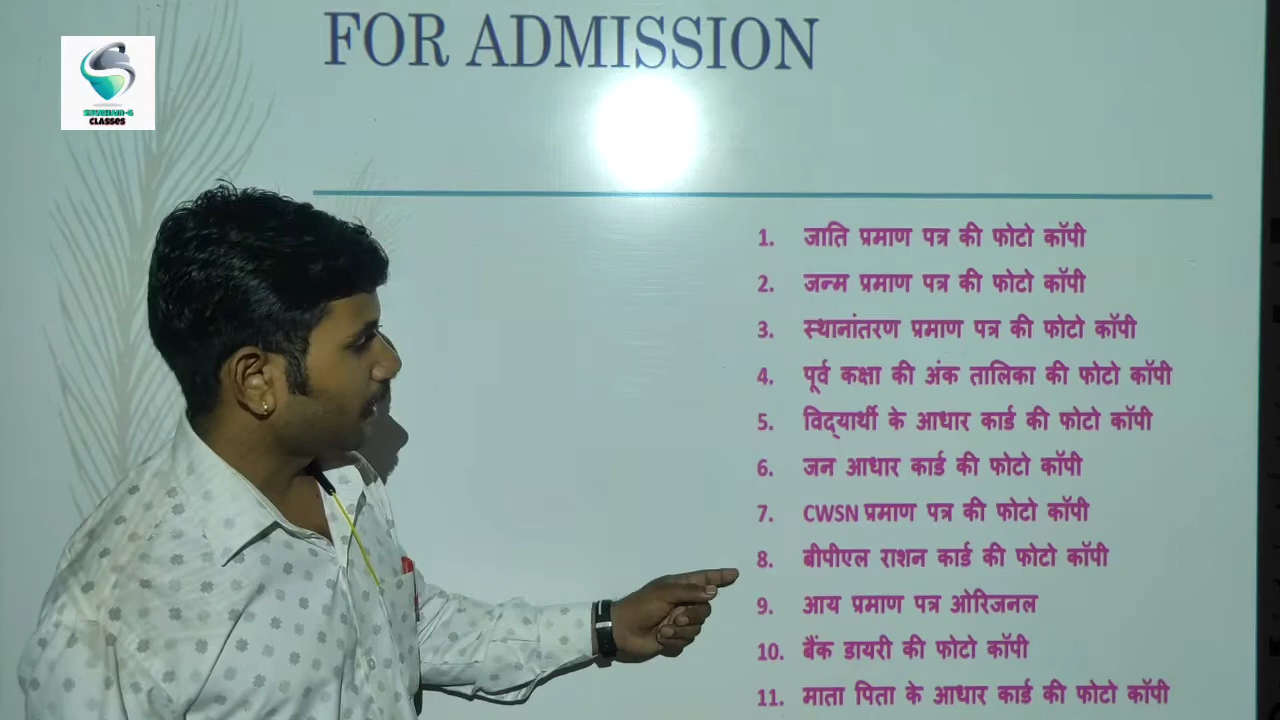 FOR ADMISSION
CLASSES
1. जाति प्रमाण पत्र की फोटो कॉपी
2. जन्म प्रमाण पत्र की फोटो कॉपी
3. स्थानांतरण प्रमाण पत्र की फोटो कॉपी
4. पूर्व कक्षा की अंक तालिका की फोटो कॉपी
5. विद्‌यार्थी के आधार कार्ड की फोटो कॉपी
6. जन आधार कार्ड की फोटो कॉपी
7. CWSN प्रमाण पत्र की फोटो कॉपी
8. बीपीएल राशन कार्ड की फोटो कॉपी
9. आय प्रमाण पत्र ओरिजनल
10. बैंक डायरी की फोटो कॉपी
11. माता पिता के आधार कार्ड की फोटो कॉपी